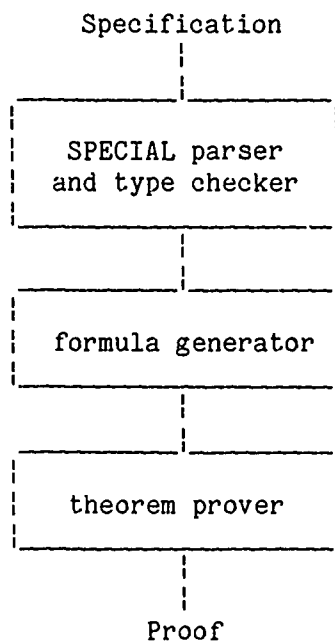 Specification
SPECIAL parser
and type checker
formula generator
theorem prover
Proof